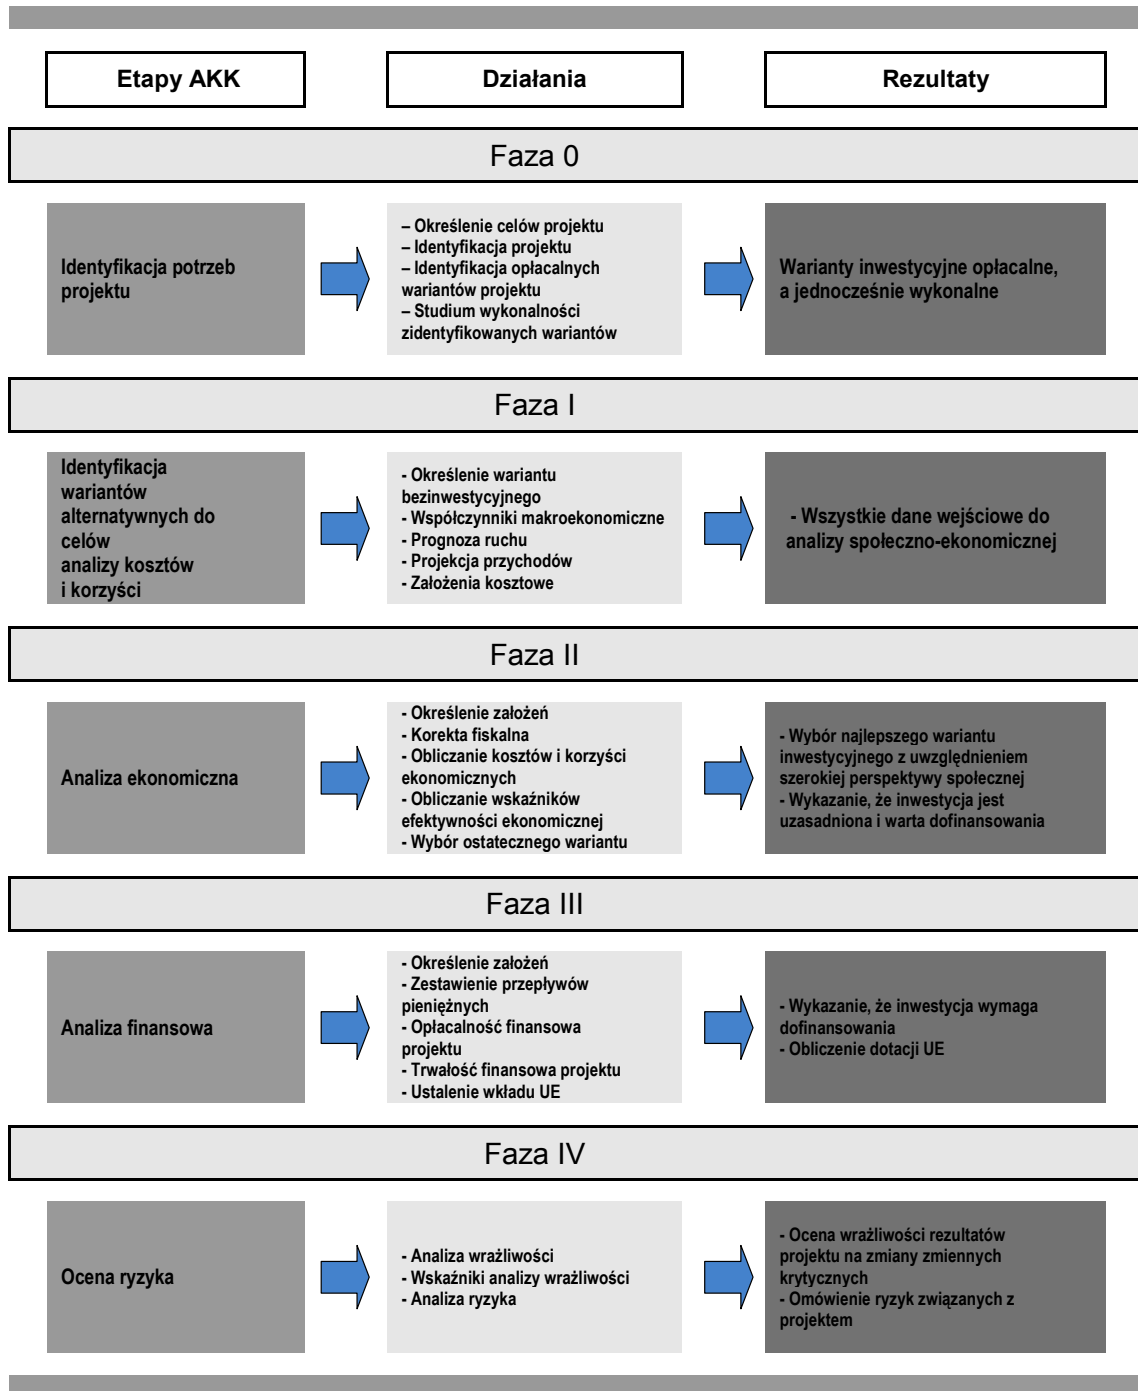 Etapy AKK
Działania
Rezultaty
Faza 0
Identyfikacja potrzeb
projektu
– Określenie celów projektu
– Identyfikacja projektu
– Identyfikacja opłacalnych
wariantów projektu
– Studium wykonalności
zidentyfikowanych wariantów
Warianty inwestycyjne opłacalne,
a jednocześnie wykonalne
Faza I
Identyfikacja
wariantów
alternatywnych do
celów
analizy kosztów
i korzyści
- Określenie wariantu
bezinwestycyjnego
- Współczynniki makroekonomiczne
- Prognoza ruchu
- Projekcja przychodów
- Założenia kosztowe
- Wszystkie dane wejściowe do
analizy społeczno-ekonomicznej
Faza II
Analiza ekonomiczna
- Określenie założeń
- Korekta fiskalna
- Obliczanie kosztów i korzyści
ekonomicznych
- Obliczanie wskaźników
efektywności ekonomicznej
- Wybór ostatecznego wariantu
- Wybór najlepszego wariantu
inwestycyjnego z uwzględnieniem
szerokiej perspektywy społecznej
- Wykazanie, że inwestycja jest
uzasadniona i warta dofinansowania
Faza III
Analiza finansowa
- Określenie założeń
- Zestawienie przepływów
pieniężnych
- Opłacalność finansowa
projektu
- Trwałość finansowa projektu
- Ustalenie wkładu UE
- Wykazanie, że inwestycja wymaga
dofinansowania
- Obliczenie dotacji UE
Faza IV
Ocena ryzyka
- Analiza wrażliwości
- Wskaźniki analizy wrażliwości
- Analiza ryzyka
- Ocena wrażliwości rezultatów
projektu na zmiany zmiennych
krytycznych
- Omówienie ryzyk związanych z
projektem